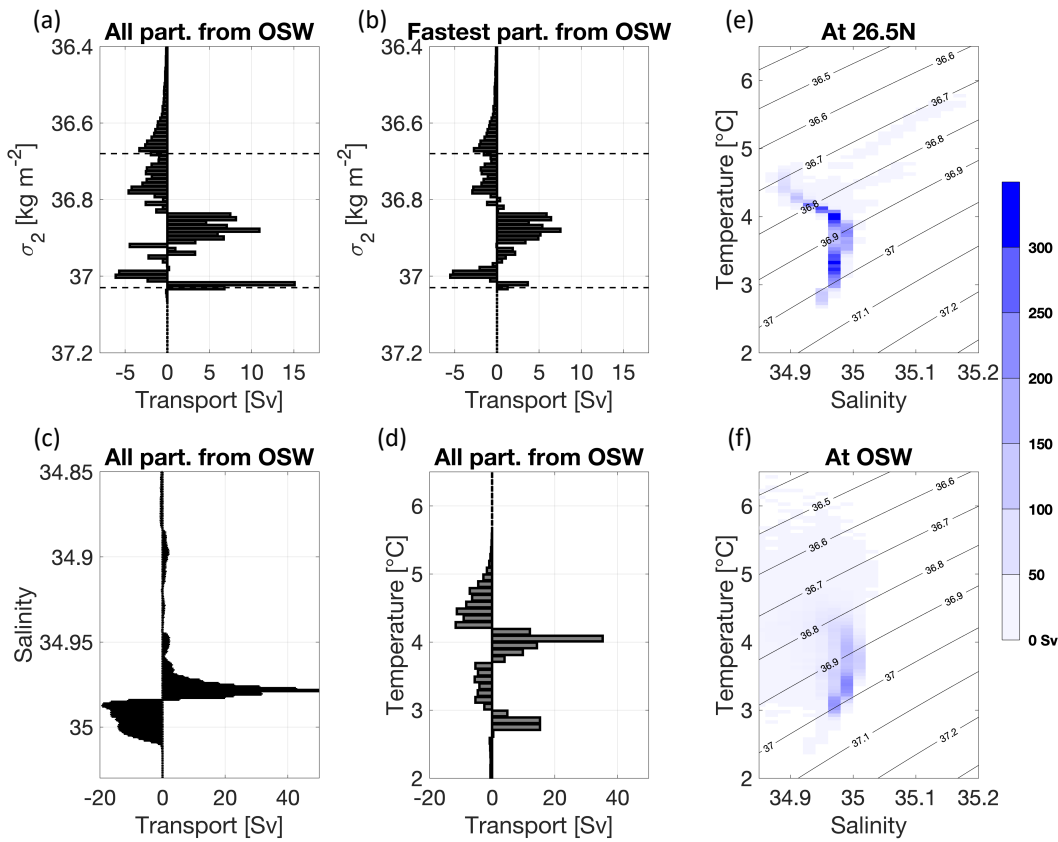 (a)
All part. from OSW
36.4
36.6
36.8
37
37.2
σ2 [kg m-2]
-5 0 5 10 15
Transport [Sv]
(b)
Fastest part. from OSW
36.4
36.6
36.8
37
37.2
σ2 [kg m-2]
-5 0 5 10 15
Transport [Sv]
(e)
At 26.5N
6
5
4
3
2
Temperature [°C]
36.5
36.6
36.6
36.7
36.7
36.8
36.8
36.9
36.9
37
37
37.1
37.2
34.9 35 35.1 35.2
Salinity
300
250
200
150
100
50
0 Sv
(c)
All part. from OSW
34.85
34.9
34.95
35
Salinity
-20 0 20 40
Transport [Sv]
(d)
All part. from OSW
6
5
4
3
2
Temperature [°C]
-20 0 20 40
Transport [Sv]
(f)
At OSW
6
5
4
3
2
Temperature [°C]
36.5
36.6
36.6
36.7
36.7
36.8
36.8
36.9
36.9
37
37
37.1
37.2
34.9 35 35.1 35.2
Salinity